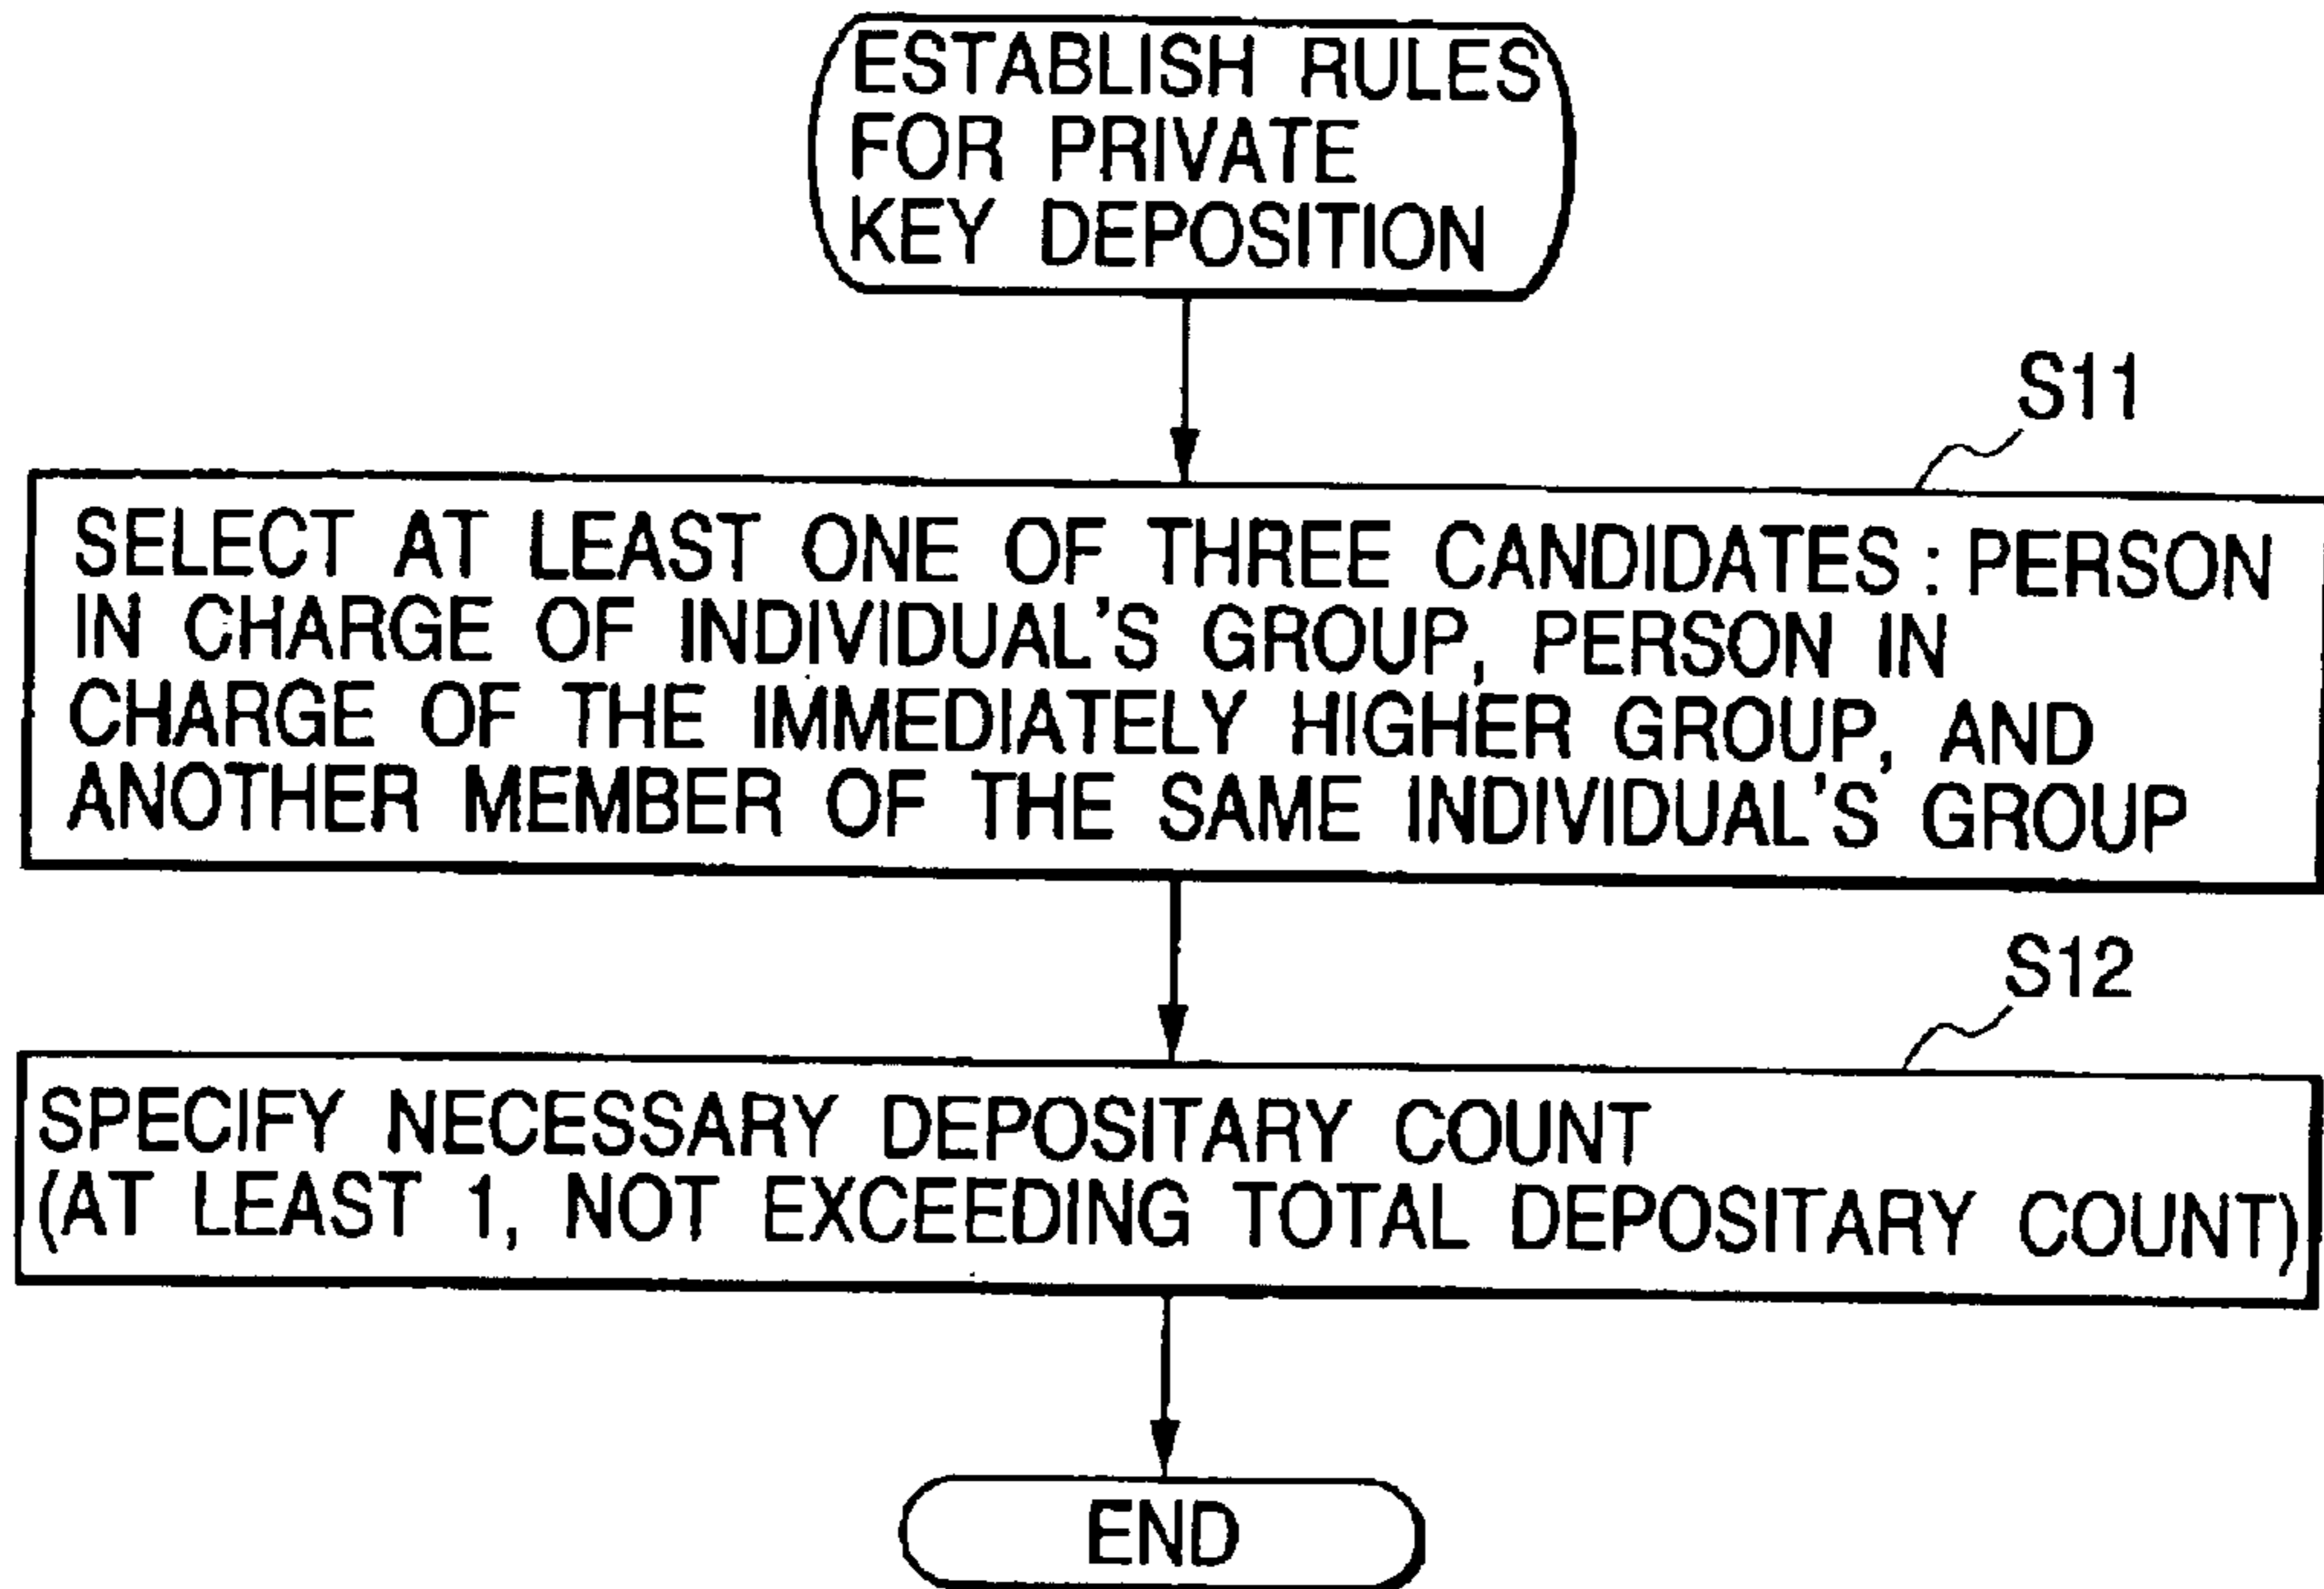 ESTABLISH RULES
FOR PRIVATE
KEY DEPOSITION
S11
SELECT AT LEAST ONE OF THREE CANDIDATES : PERSON
IN CHARGE OF INDIVIDUAL'S GROUP, PERSON IN
CHARGE OF THE IMMEDIATELY HIGHER GROUP, AND
ANOTHER MEMBER OF THE SAME INDIVIDUAL'S GROUP
S12
SPECIFY NECESSARY DEPOSITARY COUNT
(AT LEAST 1, NOT EXCEEDING TOTAL DEPOSITARY COUNT)
END